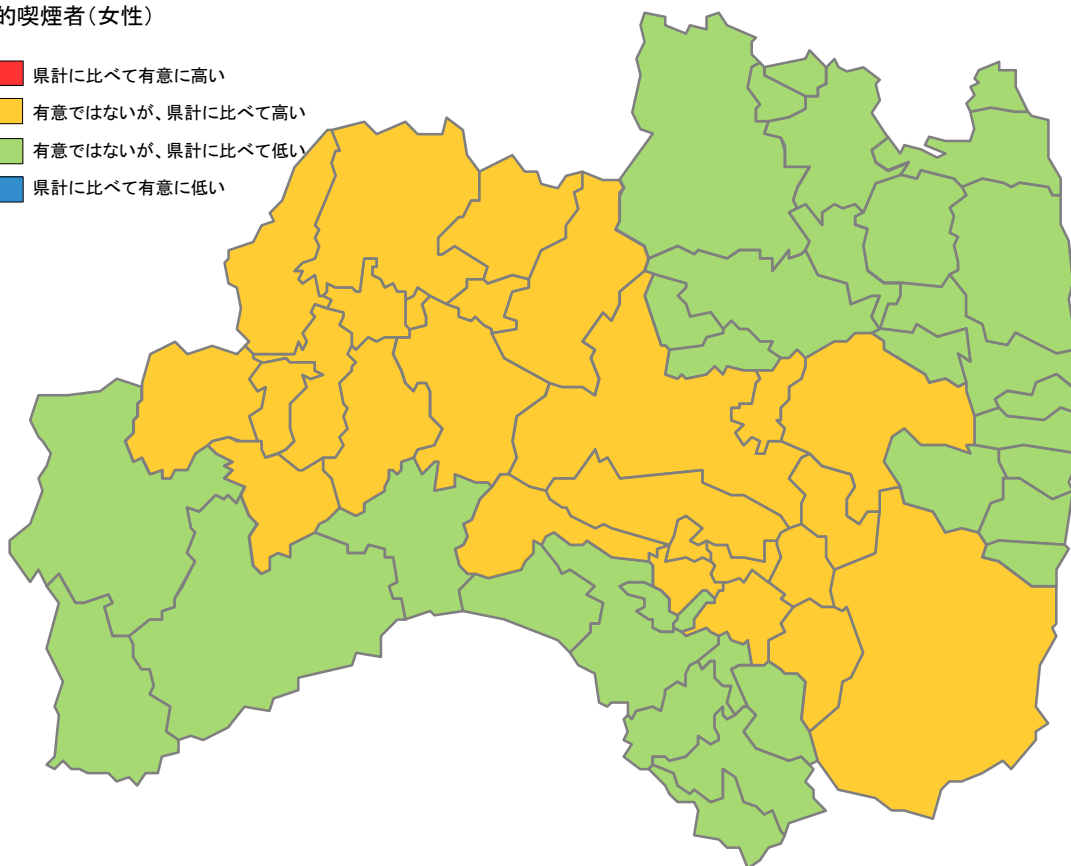 的喫煙者(女性)
県計に比べて有意に高い
有意ではないが、県計に比べて高い
有意ではないが、県計に比べて低い
県計に比べて有意に低い